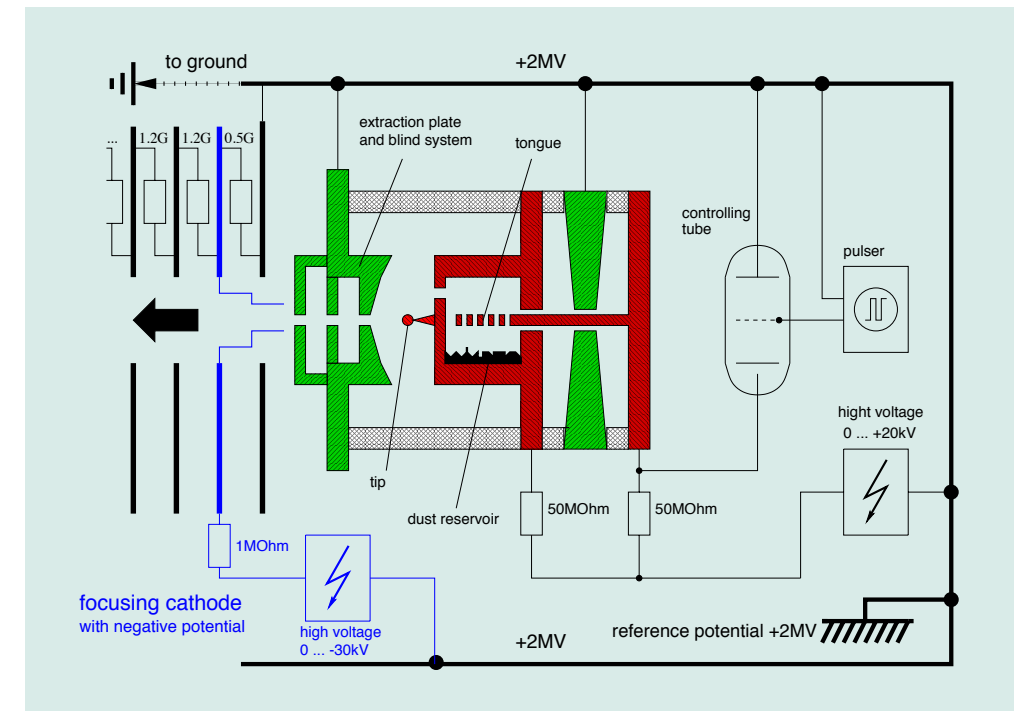 to ground
+2MV
... 1.2G 1.2G 0.5G
extraction plate
and blind system
tongue
controlling
tube
pulser
hight voltage
0 ... +20kV
tip
dust reservoir
50MOhm
50MOhm
1MOhm
focusing cathode
with negative potential
high voltage
0 ... -30kV
+2MV
reference potential +2MV